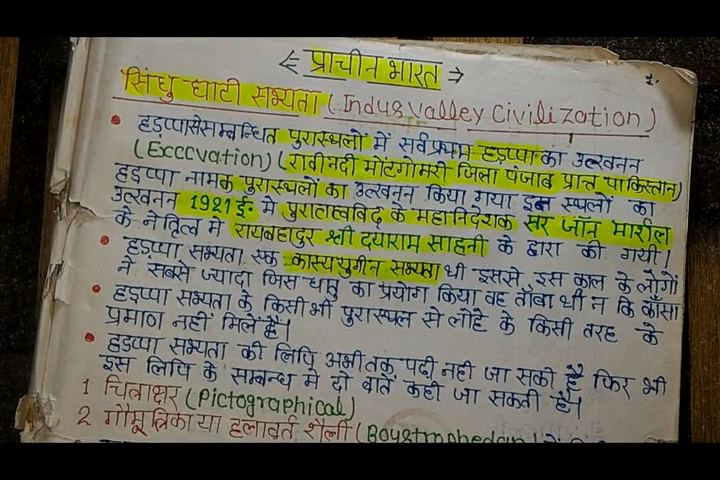 ← प्राचीन भारत →
1.
सिंधु घाटी सभ्यता (Indus valley Civilization)
• हड़प्पा से सम्बन्धित पुरास्थलों में सर्वप्रथम हड़प्पा का उत्खनन
(Exccvation) (रावी नदी मोंटगोमरी जिला पंजाब प्रान्त पाकिस्तान)
हड़प्पा नामक पुरास्थलों का उत्खनन किया गया इन स्थलों का
उत्खनन 1921 ई. में पुरातत्वविद् के महानिदेशक सर जॉन मार्शल
के नेतृत्व में रायबहादुर श्री दयाराम साहनी के द्वारा की गयी।
• हड़प्पा सभ्यता एक कास्ययुगीन सभ्यता थी इससे इस काल के लोगों
ने सबसे ज्यादा जिस धातु का प्रयोग किया वह ताँबा थी न कि काँसा
• हड़प्पा सभ्यता के किसी भी पुरास्थल से लोहे के किसी तरह के
प्रमाण नहीं मिले हैं।
• हड़प्पा सभ्यता की लिपि अभी तक पढ़ी नही जा सकी है फिर भी
इस लिपि के सम्बन्ध मे दो बातें कही जा सकती है।
1 चित्राक्षर (Pictographical)
2 गौमूत्रिका या हलावर्त शैली (Boustrophedan)